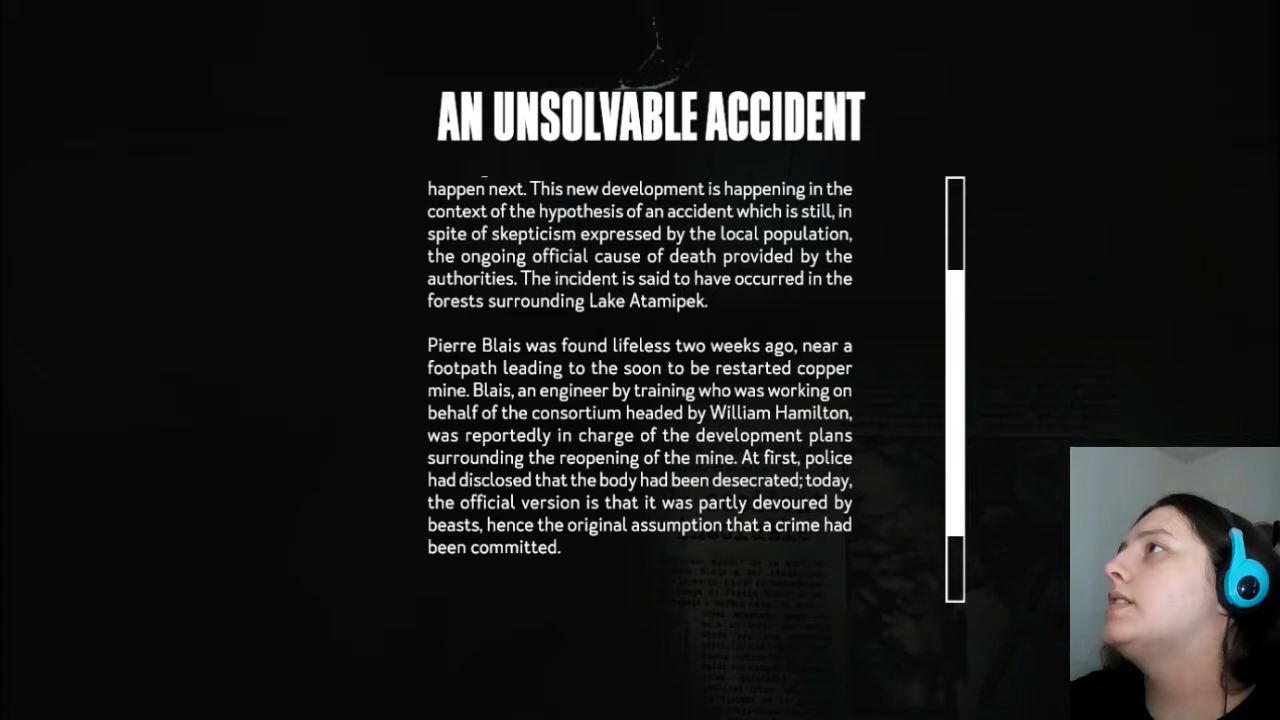 AN UNSOLVABLE ACCIDENT
happen next. This new development is happening in the
context of the hypothesis of an accident which is still, in
spite of skepticism expressed by the local population,
the ongoing official cause of death provided by the
authorities. The incident is said to have occurred in the
forests surrounding Lake Atamipek.
Pierre Blais was found lifeless two weeks ago, near a
footpath leading to the soon to be restarted copper
mine. Blais, an engineer by training who was working on
behalf of the consortium headed by William Hamilton,
was reportedly in charge of the development plans
surrounding the reopening of the mine. At first, police
had disclosed that the body had been desecrated; today,
the official version is that it was partly devoured by
beasts, hence the original assumption that a crime had
been committed.